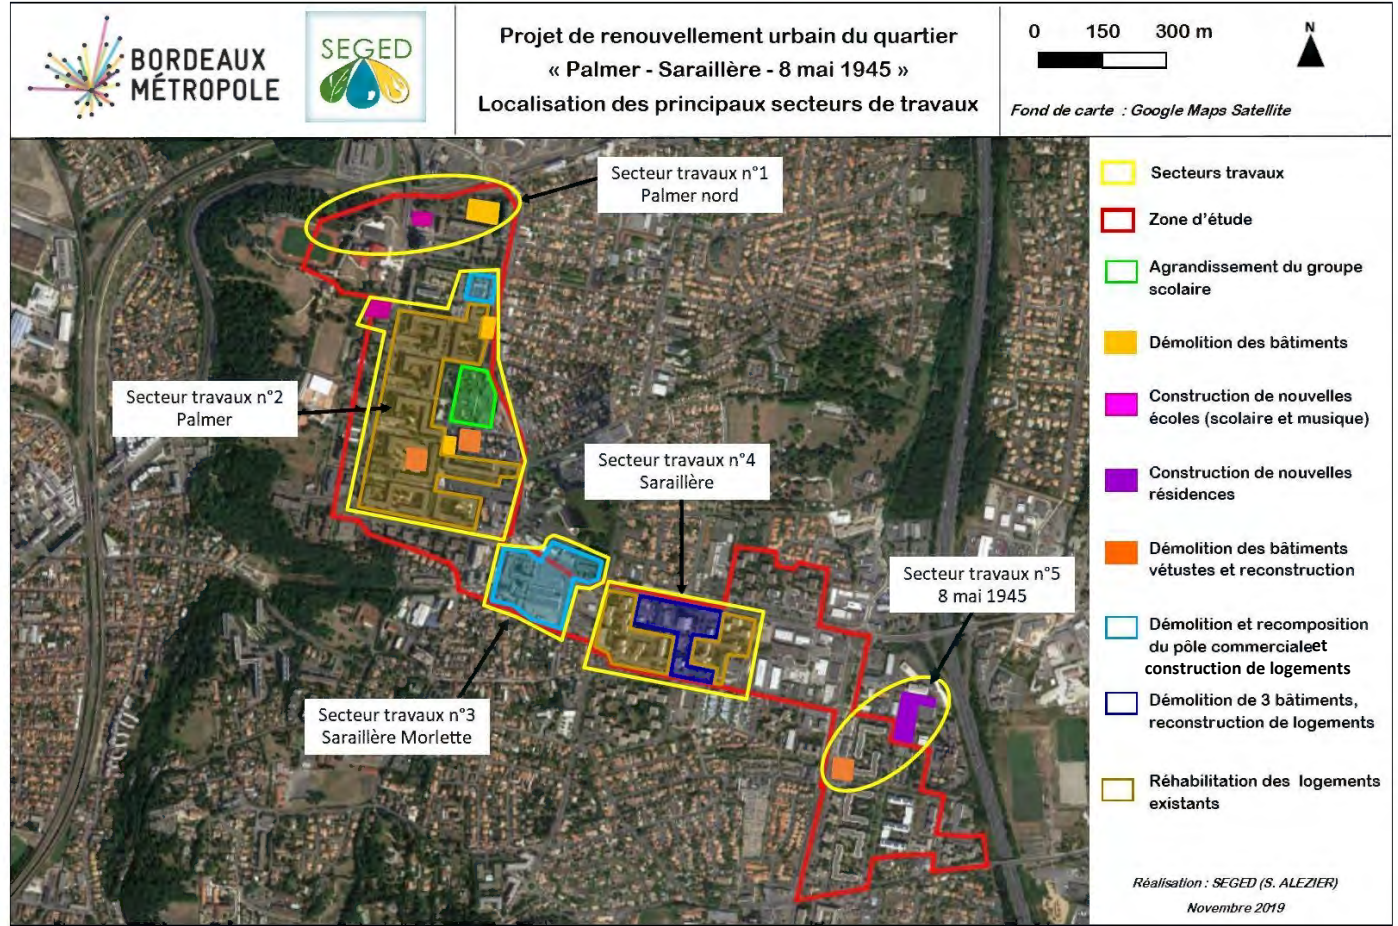 BORDEAUX
MÉTROPOLE
SEGED
Projet de renouvellement urbain du quartier
« Palmer - Saraillère - 8 mai 1945 »
Localisation des principaux secteurs de travaux
0 150 300 m
N
Fond de carte : Google Maps Satellite
Secteur travaux n°1
Palmer nord
Secteur travaux n°2
Palmer
Secteur travaux n°4
Saraillère
Secteur travaux n°5
8 mai 1945
Secteur travaux n°3
Saraillère Morlette
Secteurs travaux
Zone d'étude
Agrandissement du groupe
scolaire
Démolition des bâtiments
Construction de nouvelles
écoles (scolaire et musique)
Construction de nouvelles
résidences
Démolition des bâtiments
vétustes et reconstruction
Démolition et recomposition
du pôle commercialeet
construction de logements
Démolition de 3 bâtiments,
reconstruction de logements
Réhabilitation des logements
existants
Réalisation : SEGED (S. ALEZIER)
Novembre 2019